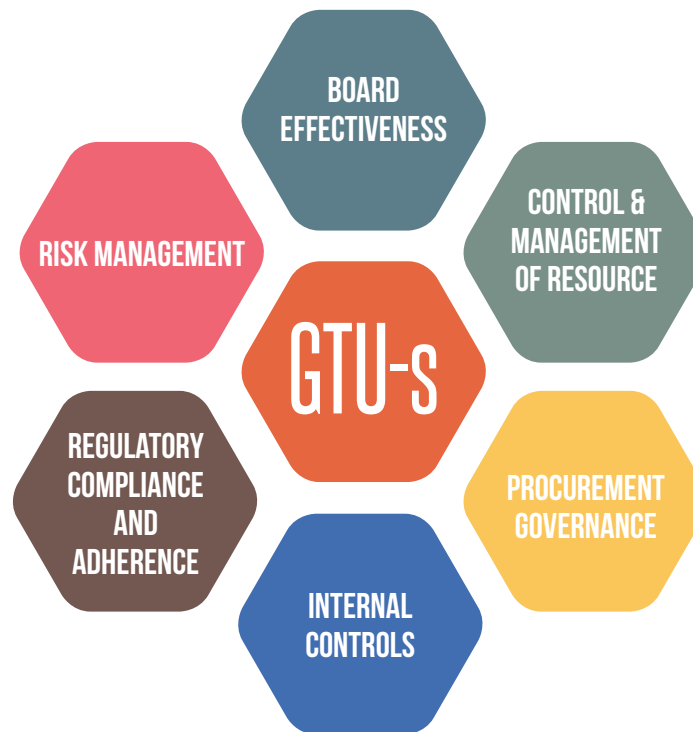 BOARD
EFFECTIVENESS
CONTROL &
MANAGEMENT
OF RESOURCE
RISK MANAGEMENT
GTU-s
REGULATORY
COMPLIANCE
AND
ADHERENCE
PROCUREMENT
GOVERNANCE
INTERNAL
CONTROLS